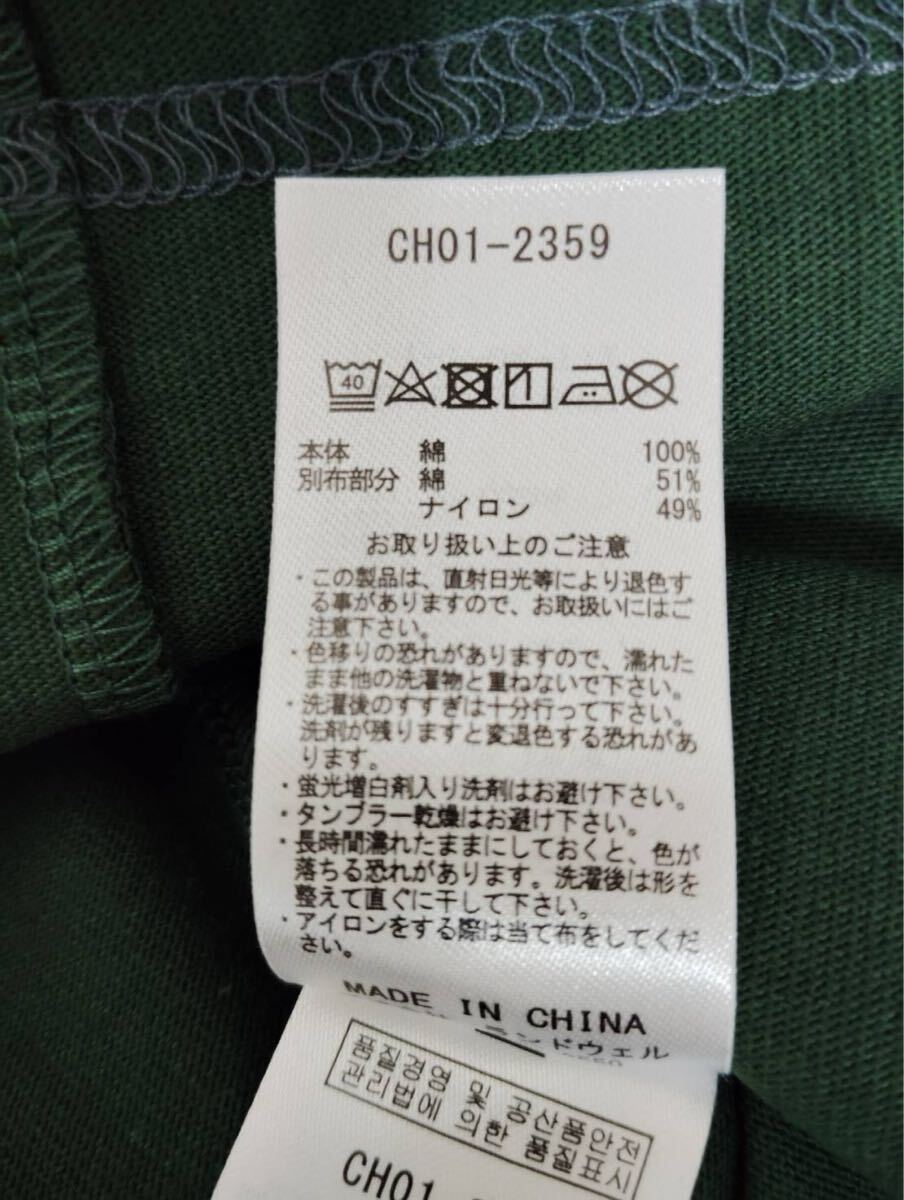 CH01-2359
40
本体 綿 100%
別布部分 綿 51%
ナイロン 49%
お取り扱い上のご注意
・この製品は、直射日光等により退色す
る事がありますので、お取扱いにはご
注意下さい。
・色移りの恐れがありますので、濡れた
まま他の洗濯物と重ねないで下さい。
・洗濯後のすすぎは十分行って下さい。
洗剤が残りますと変退色する恐れがあ
ります。
・蛍光増白剤入り洗剤はお避け下さい。
・タンブラー乾燥はお避け下さい。
・長時間濡れたままにしておくと、色が
落ちる恐れがあります。洗濯後は形を
整えて直ぐに干して下さい。
・アイロンをする際は当て布をしてくだ
さい。
MADE IN CHINA
ンドウェル
품질경영 및 공산품안전
관리법에 의한 품질표시
CH01